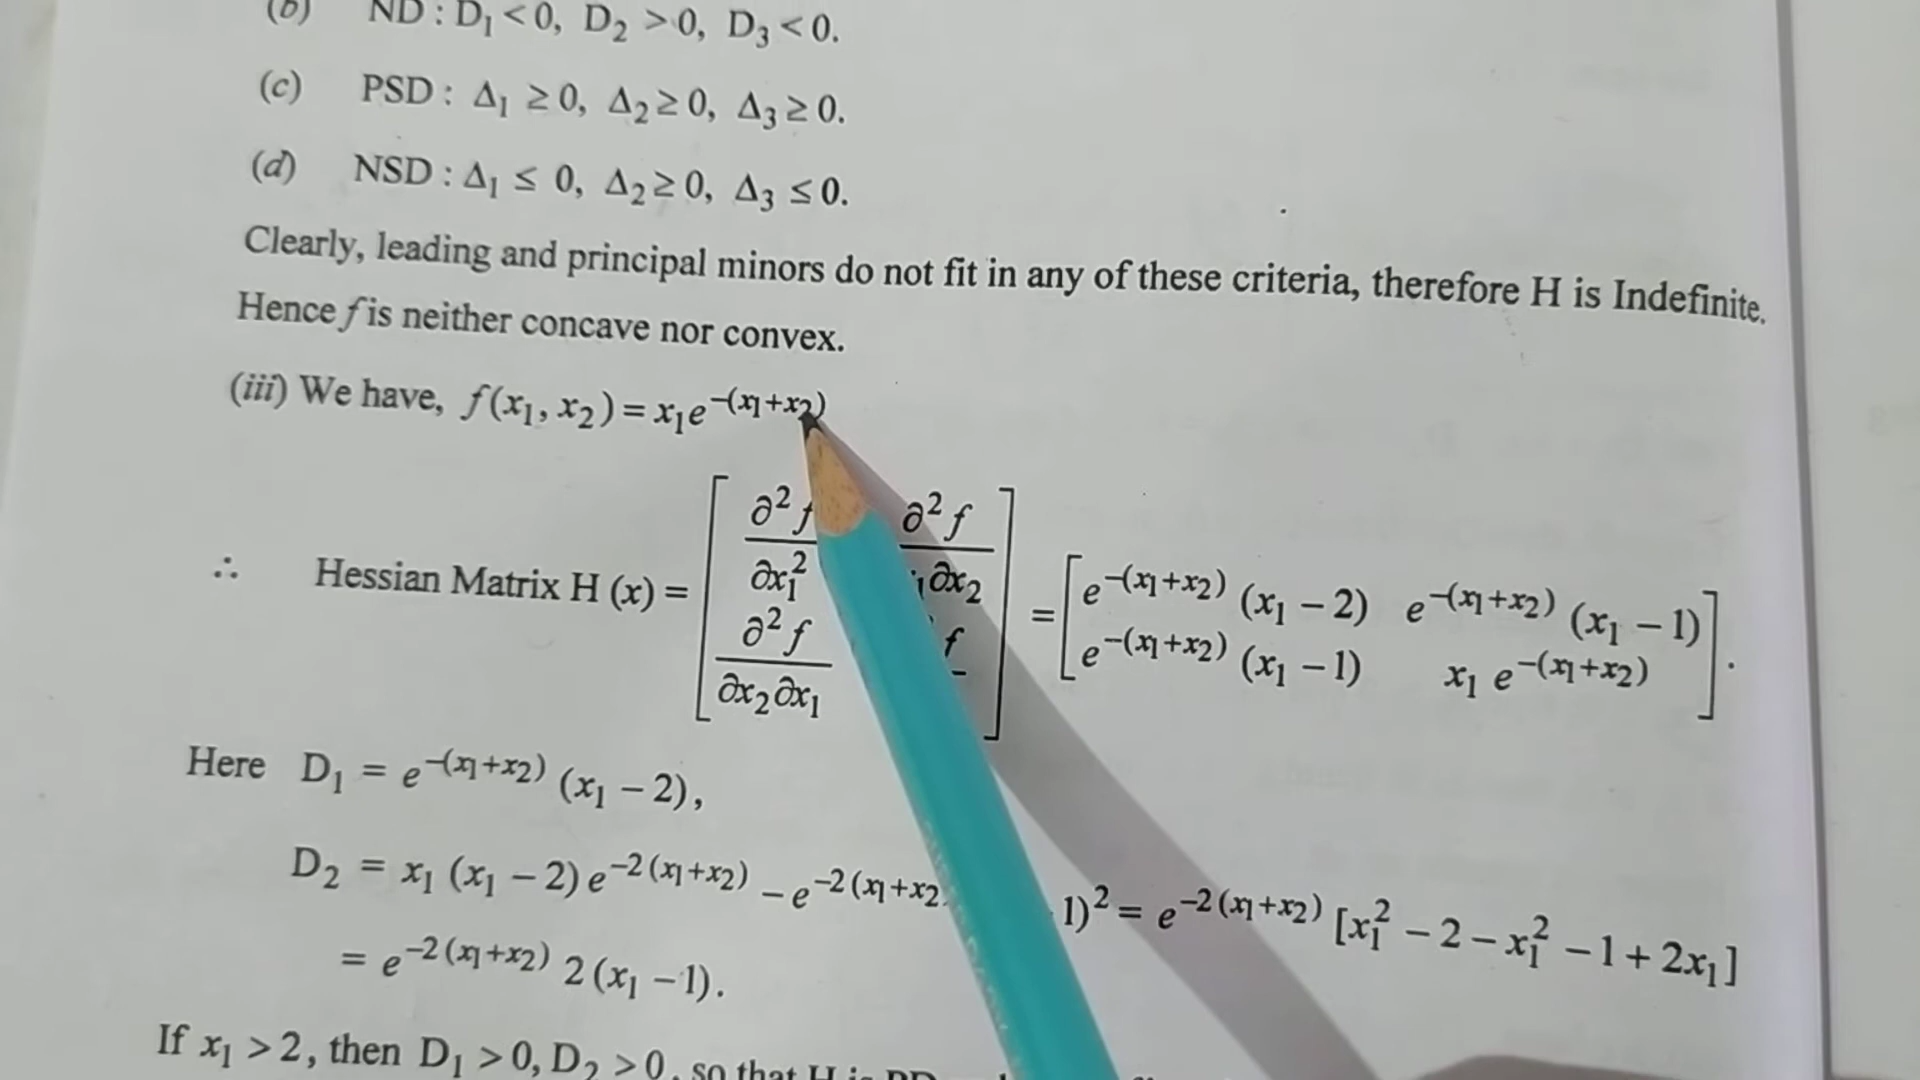 (b) ND : D₁ < 0, D₂ > 0, D₃ < 0.
(c) PSD : Δ₁ ≥ 0, Δ₂ ≥ 0, Δ₃ ≥ 0.
(d) NSD : Δ₁ ≤ 0, Δ₂ ≥ 0, Δ₃ ≤ 0.
Clearly, leading and principal minors do not fit in any of these criteria, therefore H is Indefinite.
Hence f is neither concave nor convex.
(iii) We have, f(x₁, x₂) = x₁e^–(x₁+x₂)
∴ Hessian Matrix H (x) = [∂²f/∂x₁² ∂²f/∂x₂ ; ∂²f/∂x₂∂x₁ f] = [e^–(x₁+x₂) (x₁ – 2) e^–(x₁+x₂) (x₁ – 1) ; e^–(x₁+x₂) (x₁ – 1) x₁ e^–(x₁+x₂)].
Here D₁ = e^–(x₁+x₂) (x₁ – 2),
D₂ = x₁ (x₁ – 2) e^–2(x₁+x₂) – e^–2(x₁+x₂ 1)² = e^–2(x₁+x₂) [x₁² – 2 – x₁² – 1 + 2x₁]
= e^–2(x₁+x₂) 2 (x₁ – 1).
If x₁ > 2, then D₁ > 0, D₂ > 0, so that H is